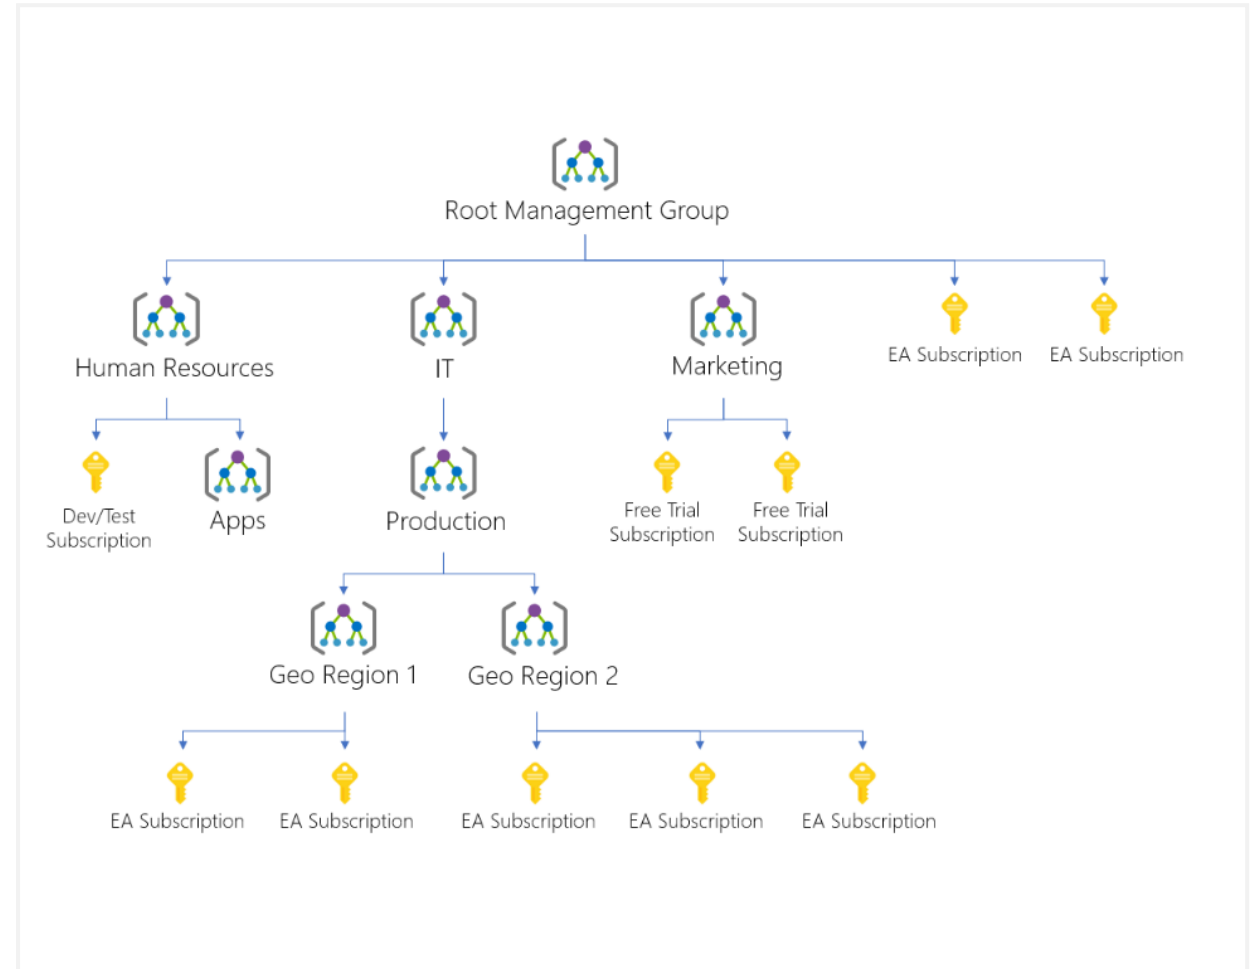 Root Management Group
Human Resources
IT
Marketing
EA Subscription
EA Subscription
Dev/Test
Subscription
Apps
Production
Free Trial
Subscription
Free Trial
Subscription
Geo Region 1
Geo Region 2
EA Subscription
EA Subscription
EA Subscription
EA Subscription
EA Subscription